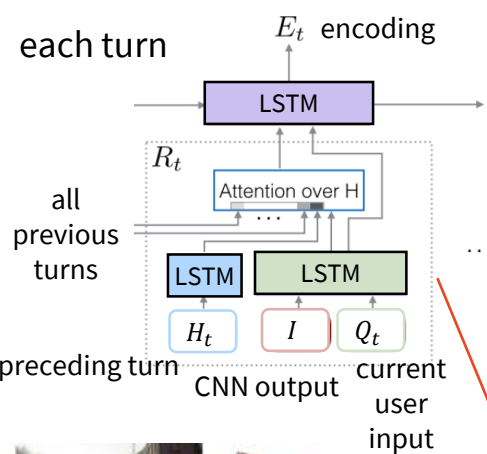 each turn
E_t encoding
LSTM
R_t
Attention over H
...
all
previous
turns
LSTM
LSTM
...
H_t
I
Q_t
preceding turn
CNN output
current
user
input